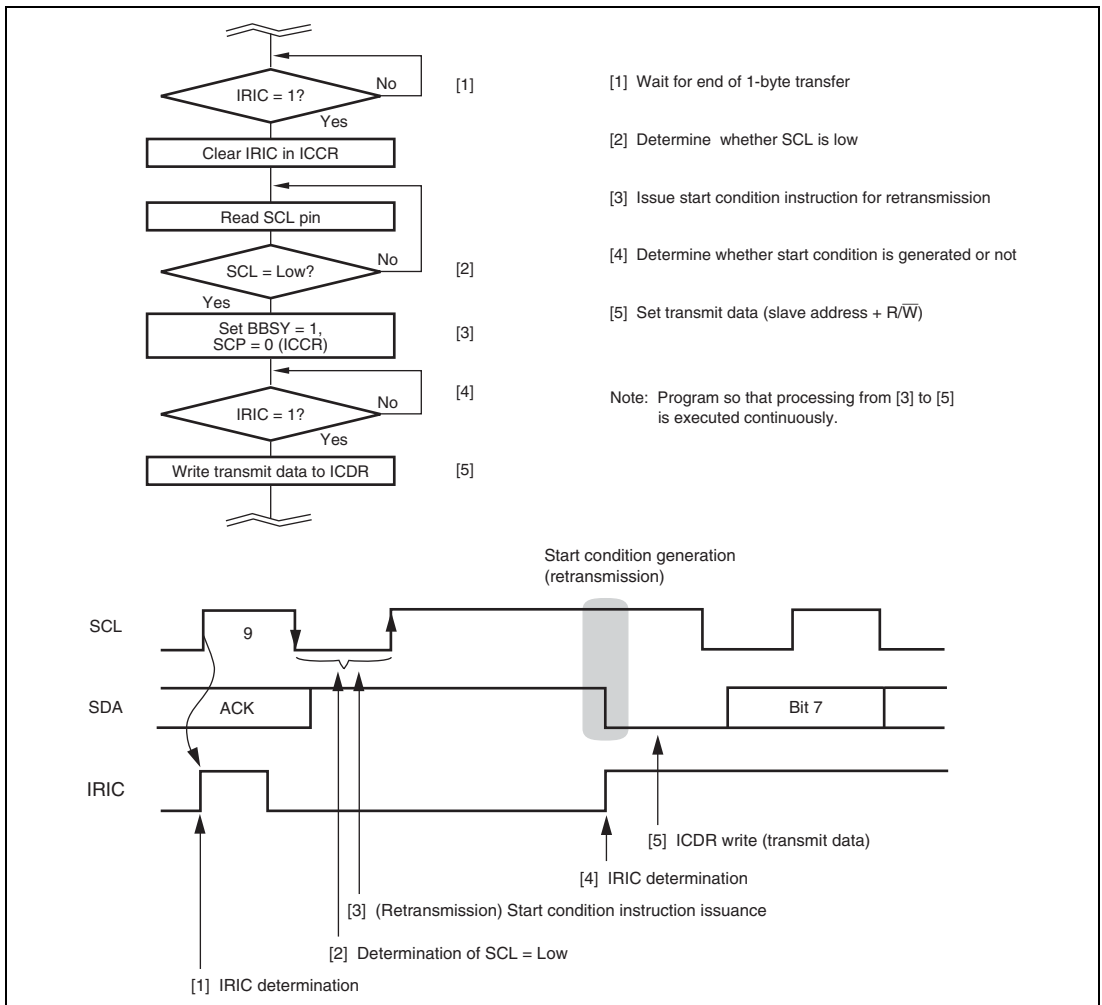 IRIC = 1?
No
[1]
Yes
Clear IRIC in ICCR
Read SCL pin
SCL = Low?
No
[2]
Yes
Set BBSY = 1,
SCP = 0 (ICCR)
[3]
IRIC = 1?
No
[4]
Yes
Write transmit data to ICDR
[5]
[1] Wait for end of 1-byte transfer
[2] Determine whether SCL is low
[3] Issue start condition instruction for retransmission
[4] Determine whether start condition is generated or not
[5] Set transmit data (slave address + R/W̅)
Note: Program so that processing from [3] to [5]
is executed continuously.
Start condition generation
(retransmission)
SCL
9
SDA
ACK
Bit 7
IRIC
[5] ICDR write (transmit data)
[4] IRIC determination
[3] (Retransmission) Start condition instruction issuance
[2] Determination of SCL = Low
[1] IRIC determination